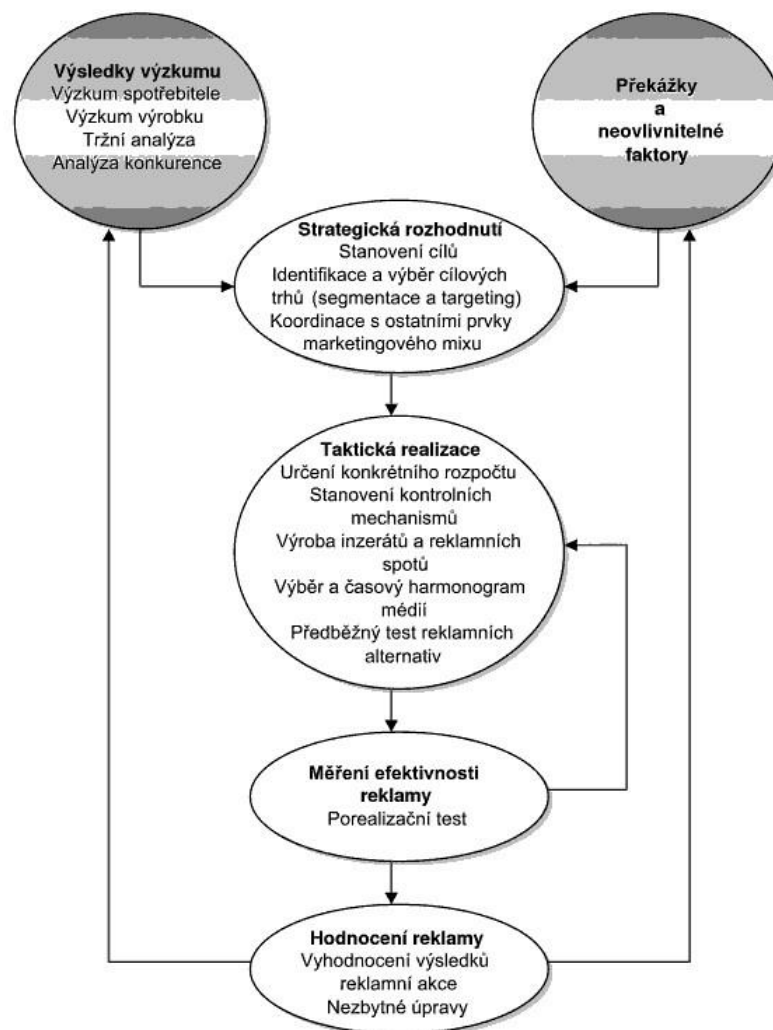 Výsledky výzkumu
Výzkum spotřebitele
Výzkum výrobku
Tržní analýza
Analýza konkurence
Překážky
a
neovlivnitelné
faktory
Strategická rozhodnutí
Stanovení cílů
Identifikace a výběr cílových
trhů (segmentace a targeting)
Koordinace s ostatními prvky
marketingového mixu
Taktická realizace
Určení konkrétního rozpočtu
Stanovení kontrolních
mechanismů
Výroba inzerátů a reklamních
spotů
Výběr a časový harmonogram
médií
Předběžný test reklamních
alternativ
Měření efektivnosti
reklamy
Porealizační test
Hodnocení reklamy
Vyhodnocení výsledků
reklamní akce
Nezbytné úpravy